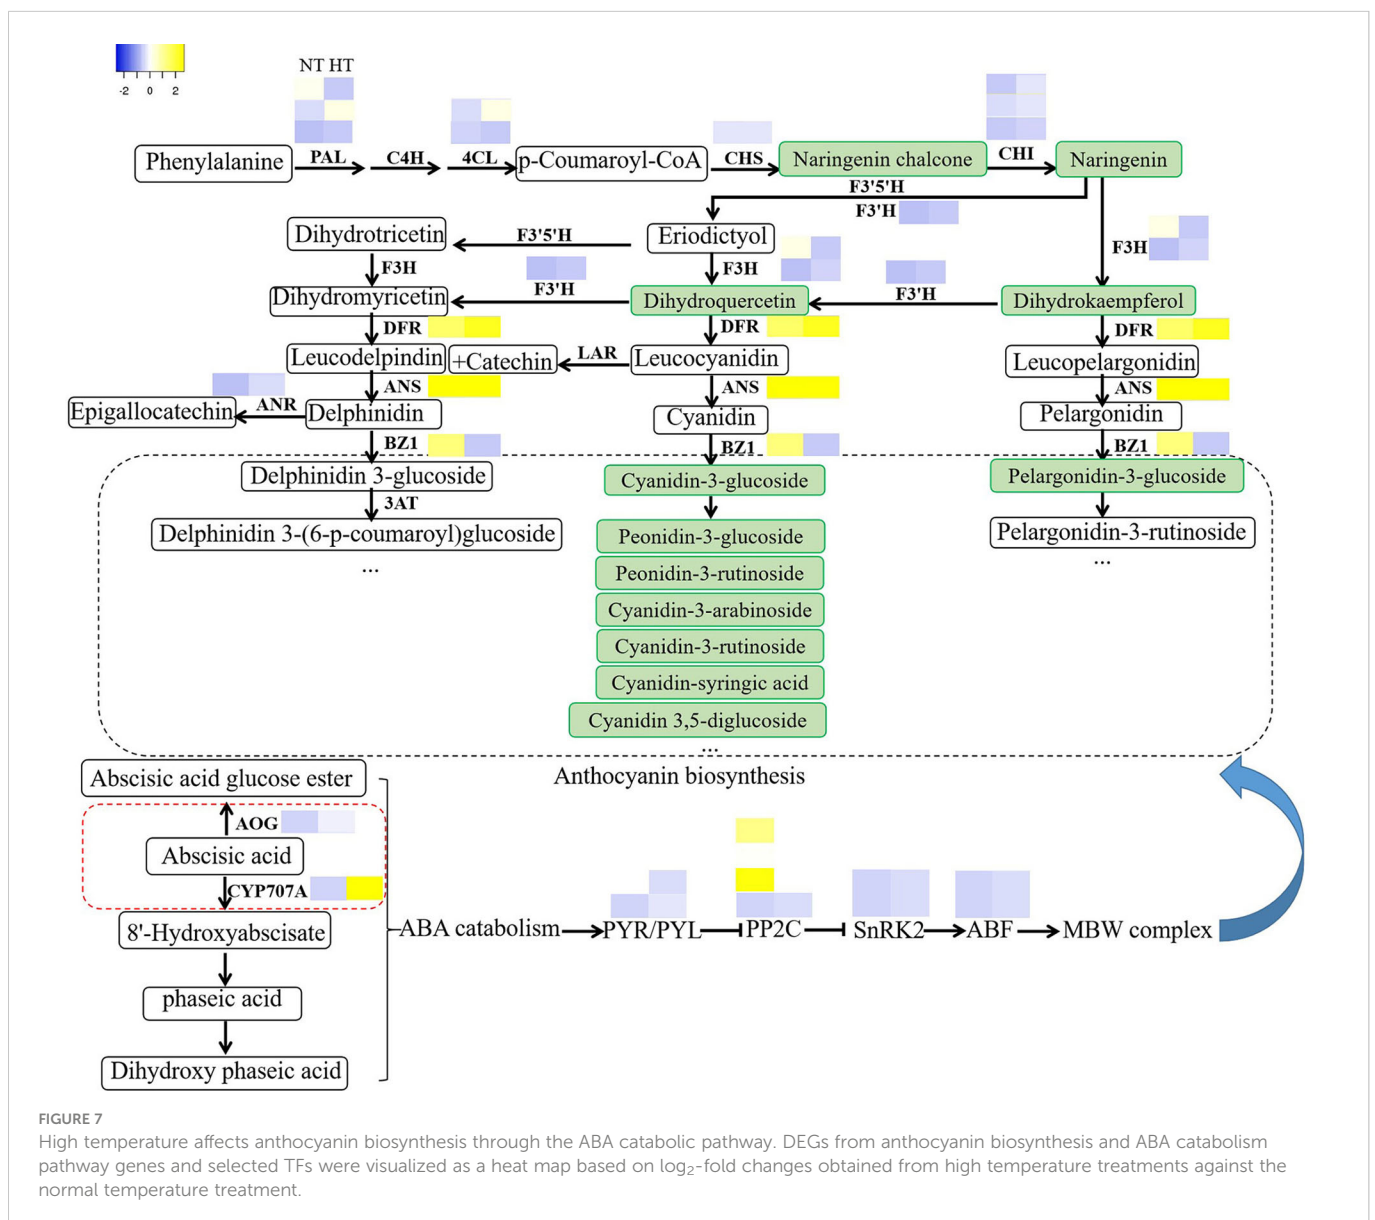 -2 0 2
NT HT
Phenylalanine PAL C4H 4CL p-Coumaroyl-CoA CHS Naringenin chalcone CHI Naringenin
F3'5'H
F3'H
Dihydrotricetin F3'5'H Eriodictyol
F3H F3H F3H
F3'H F3'H
Dihydromyricetin Dihydroquercetin Dihydrokaempferol
DFR DFR DFR
Leucodelpindin +Catechin LAR Leucocyanidin Leucopelargonidin
ANS ANS ANS
Epigallocatechin ANR Delphinidin Cyanidin Pelargonidin
BZ1 BZ1 BZ1
Delphinidin 3-glucoside Cyanidin-3-glucoside Pelargonidin-3-glucoside
3AT
Delphinidin 3-(6-p-coumaroyl)glucoside Peonidin-3-glucoside Pelargonidin-3-rutinoside
... ...
Peonidin-3-rutinoside
Cyanidin-3-arabinoside
Cyanidin-3-rutinoside
Cyanidin-syringic acid
Cyanidin 3,5-diglucoside
...
Abscisic acid glucose ester Anthocyanin biosynthesis
AOG
Abscisic acid
CYP707A
8'-Hydroxyabscisate ABA catabolism PYR/PYL PP2C SnRK2 ABF MBW complex
phaseic acid
Dihydroxy phaseic acid
FIGURE 7
High temperature affects anthocyanin biosynthesis through the ABA catabolic pathway. DEGs from anthocyanin biosynthesis and ABA catabolism
pathway genes and selected TFs were visualized as a heat map based on log₂-fold changes obtained from high temperature treatments against the
normal temperature treatment.